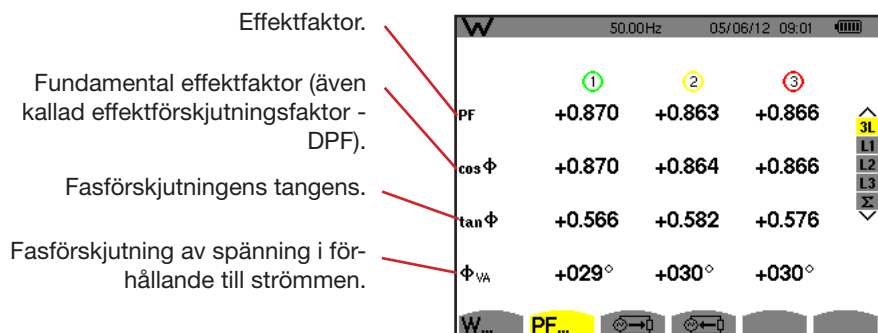 Effektfaktor.
Fundamental effektfaktor (även
kallad effektförskjutningsfaktor -
DPF).
Fasförskjutningens tangens.
Fasförskjutning av spänning i för-
hållande till strömmen.
W 50.00Hz 05/06/12 09:01
1 2 3
PF +0.870 +0.863 +0.866
cos Φ +0.870 +0.864 +0.866
tan Φ +0.566 +0.582 +0.576
Φ VA +029° +030° +030°
3L
L1
L2
L3
Σ
W... PF...